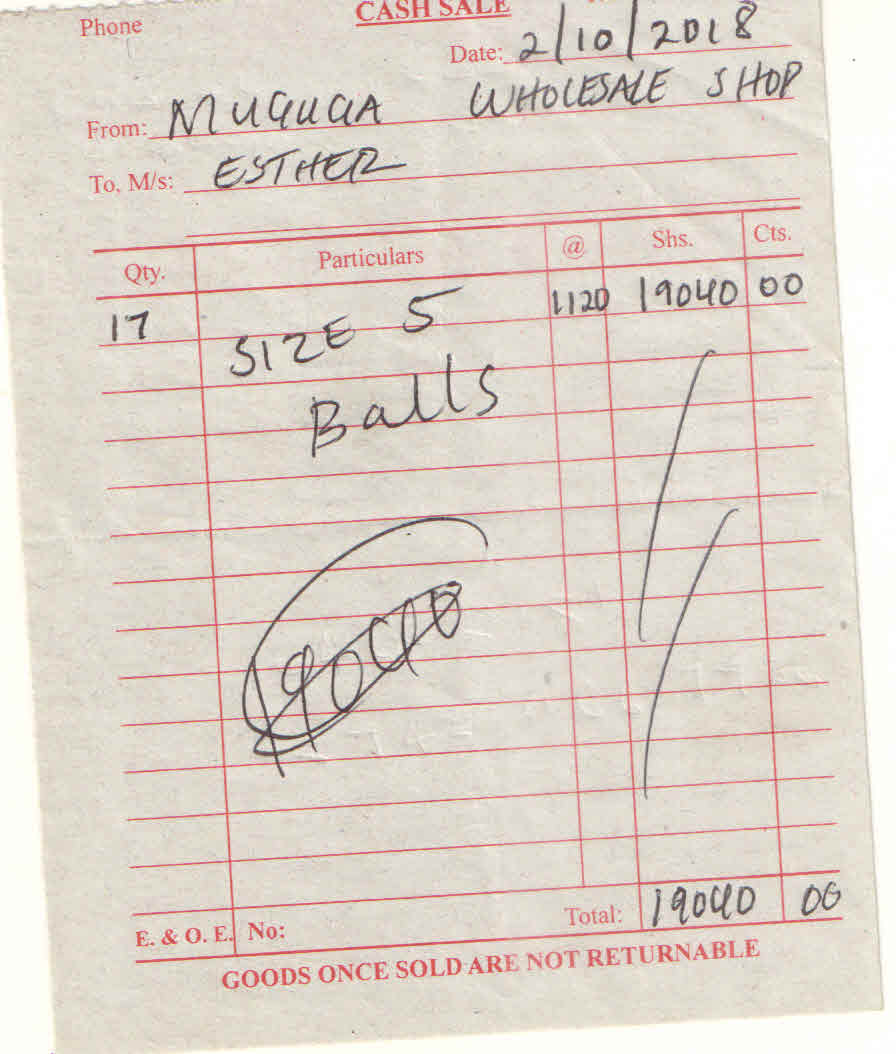 CASH SALE
Phone
Date: 2/10/2018
From: MUGUGA WHOLESALE SHOP
To, M/s: ESTHER
Qty. Particulars @ Shs. Cts.
17 SIZE 5 1120 19040 00
Balls
19040
E. & O. E. No: Total: 19040 00
GOODS ONCE SOLD ARE NOT RETURNABLE